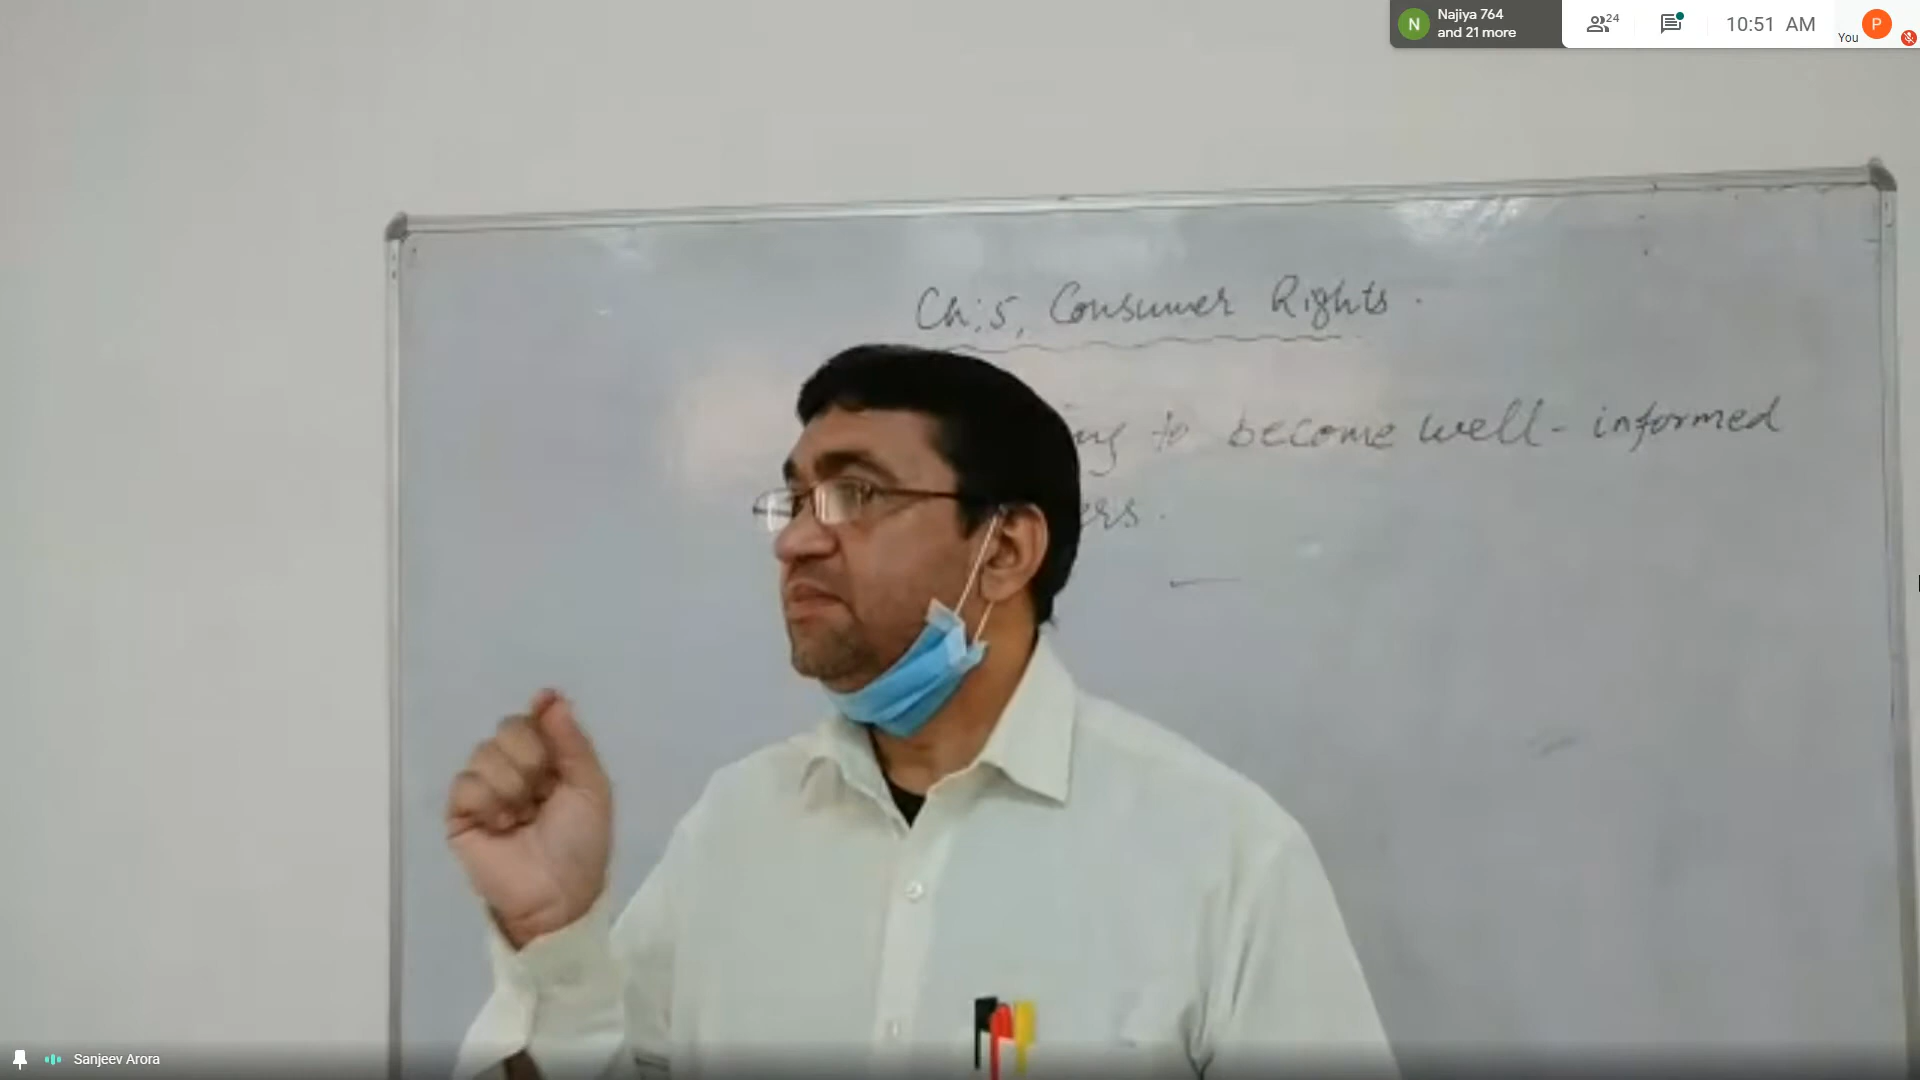 Najiya 764
and 21 more
N
24
10:51 AM
You
P
Ch:5, Consumer Rights.
to become well-informed
Sanjeev Arora